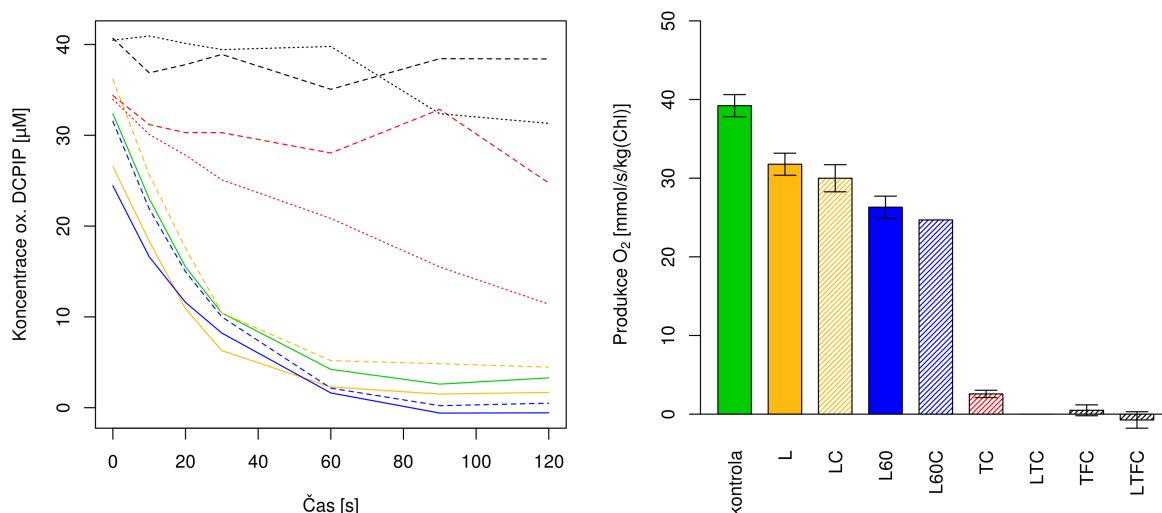 Koncentrace ox. DCPIP [µM]
40
30
20
10
0
0 20 40 60 80 100 120
Čas [s]
Produkce O₂ [mmol/s/kg(Chl)]
50
40
30
20
10
0
kontrola
L
LC
L60
L60C
TC
LTC
TFC
LTFC